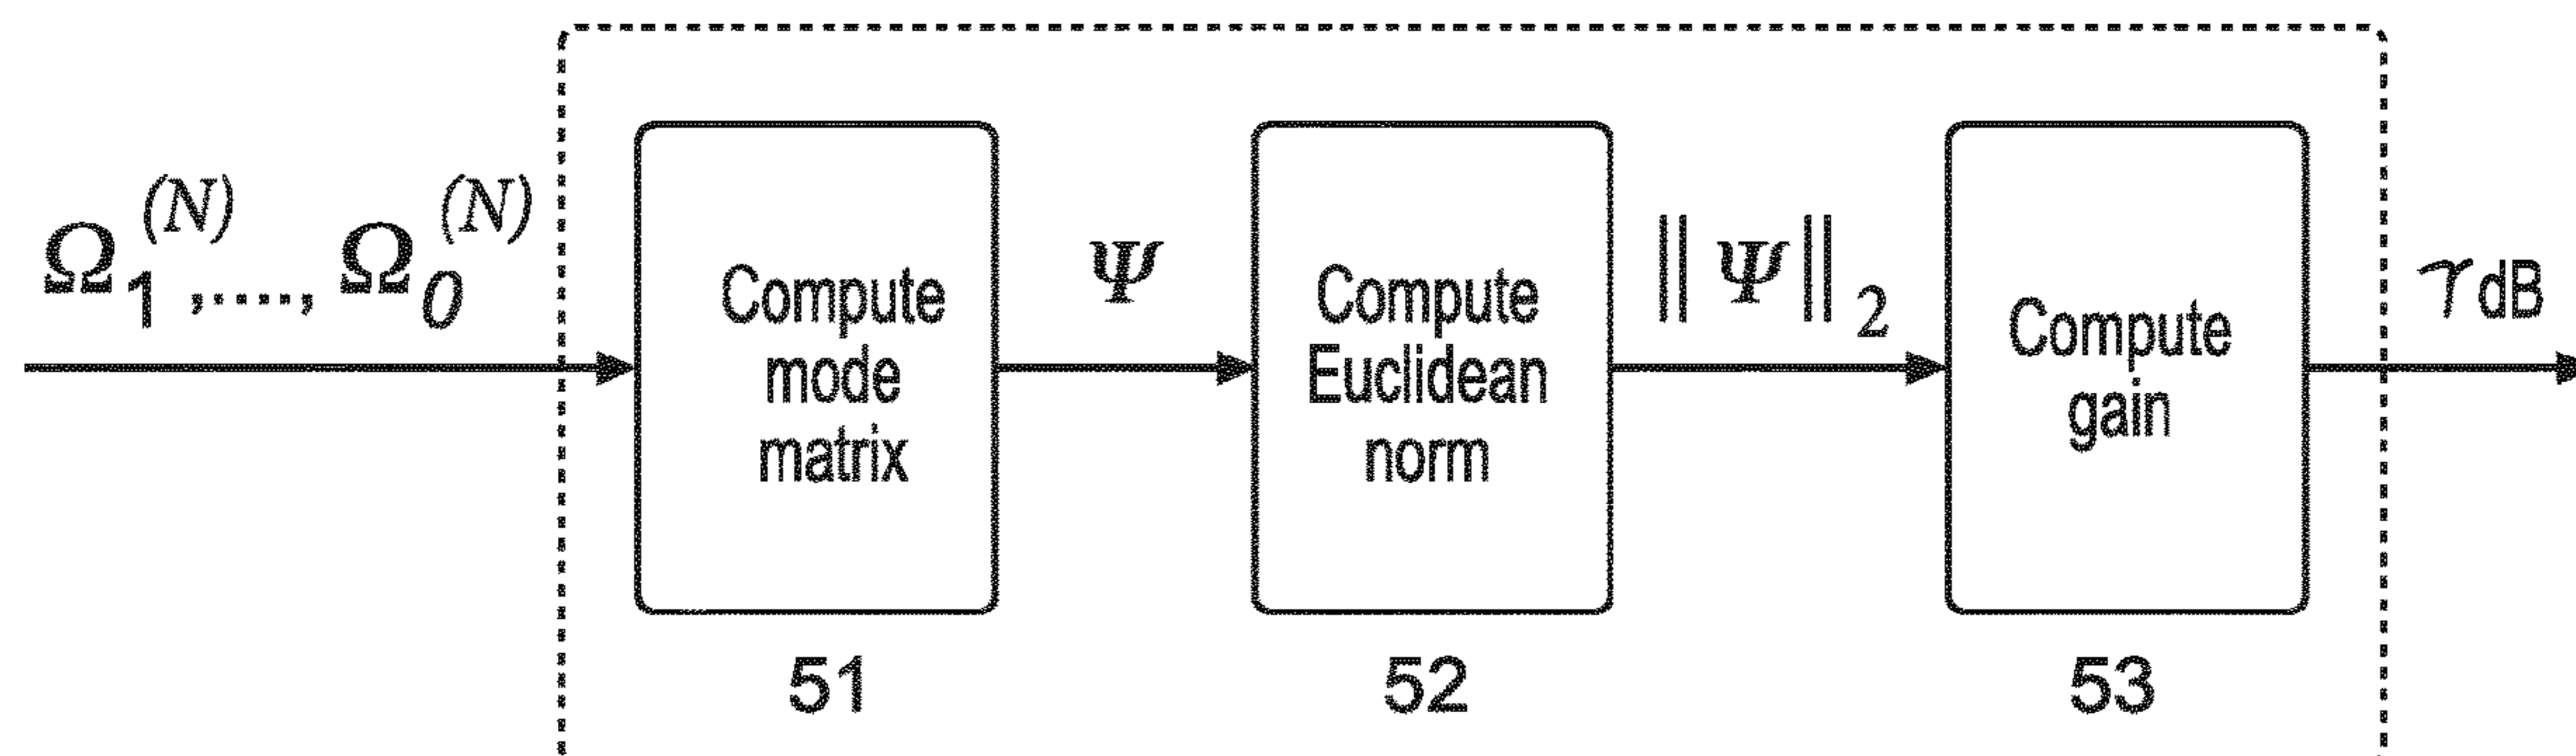 Ω₁⁽ᴺ⁾ ,...., Ω₀⁽ᴺ⁾
Compute
mode
matrix
51
Ψ
Compute
Euclidean
norm
52
||Ψ||₂
Compute
gain
53
γdB